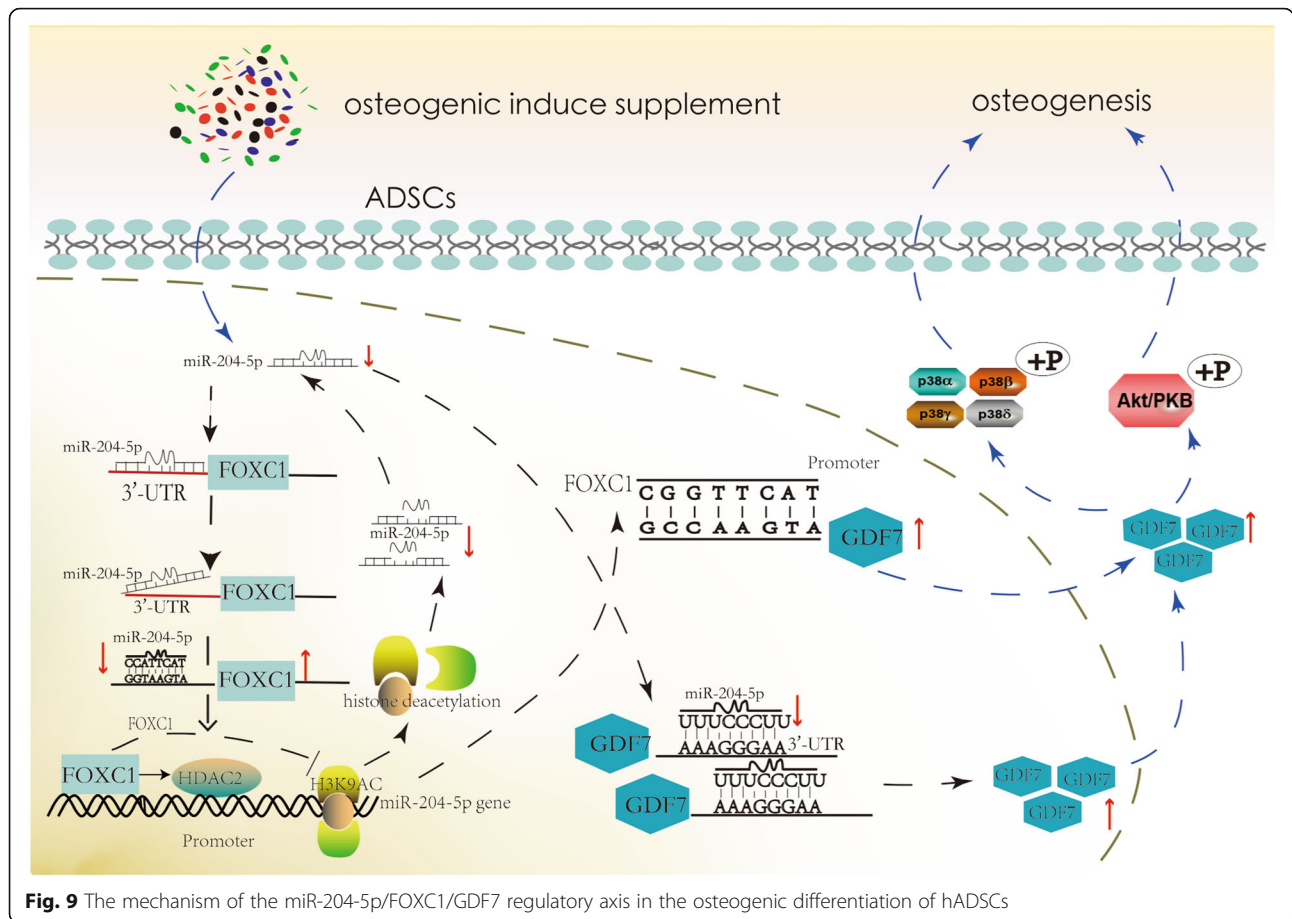 osteogenic induce supplement
osteogenesis
ADSCs
miR-204-5p
miR-204-5p
FOXC1
3’-UTR
miR-204-5p
FOXC1
3’-UTR
miR-204-5p
CCATTCAT
GGTAAGTA
FOXC1
FOXC1
FOXC1
HDAC2
H3K9AC
miR-204-5p gene
Promoter
miR-204-5p
histone deacetylation
Promoter
FOXC1
C G G T T C A T
G C C A A G T A
GDF7
p38α
p38β
+P
p38γ
p38δ
+P
Akt/PKB
GDF7
GDF7
GDF7
miR-204-5p
UUUCCCUU
GDF7
AAAGGGAA 3’-UTR
UUUCCCUU
GDF7
AAAGGGAA
GDF7
GDF7
GDF7
Fig. 9 The mechanism of the miR-204-5p/FOXC1/GDF7 regulatory axis in the osteogenic differentiation of hADSCs